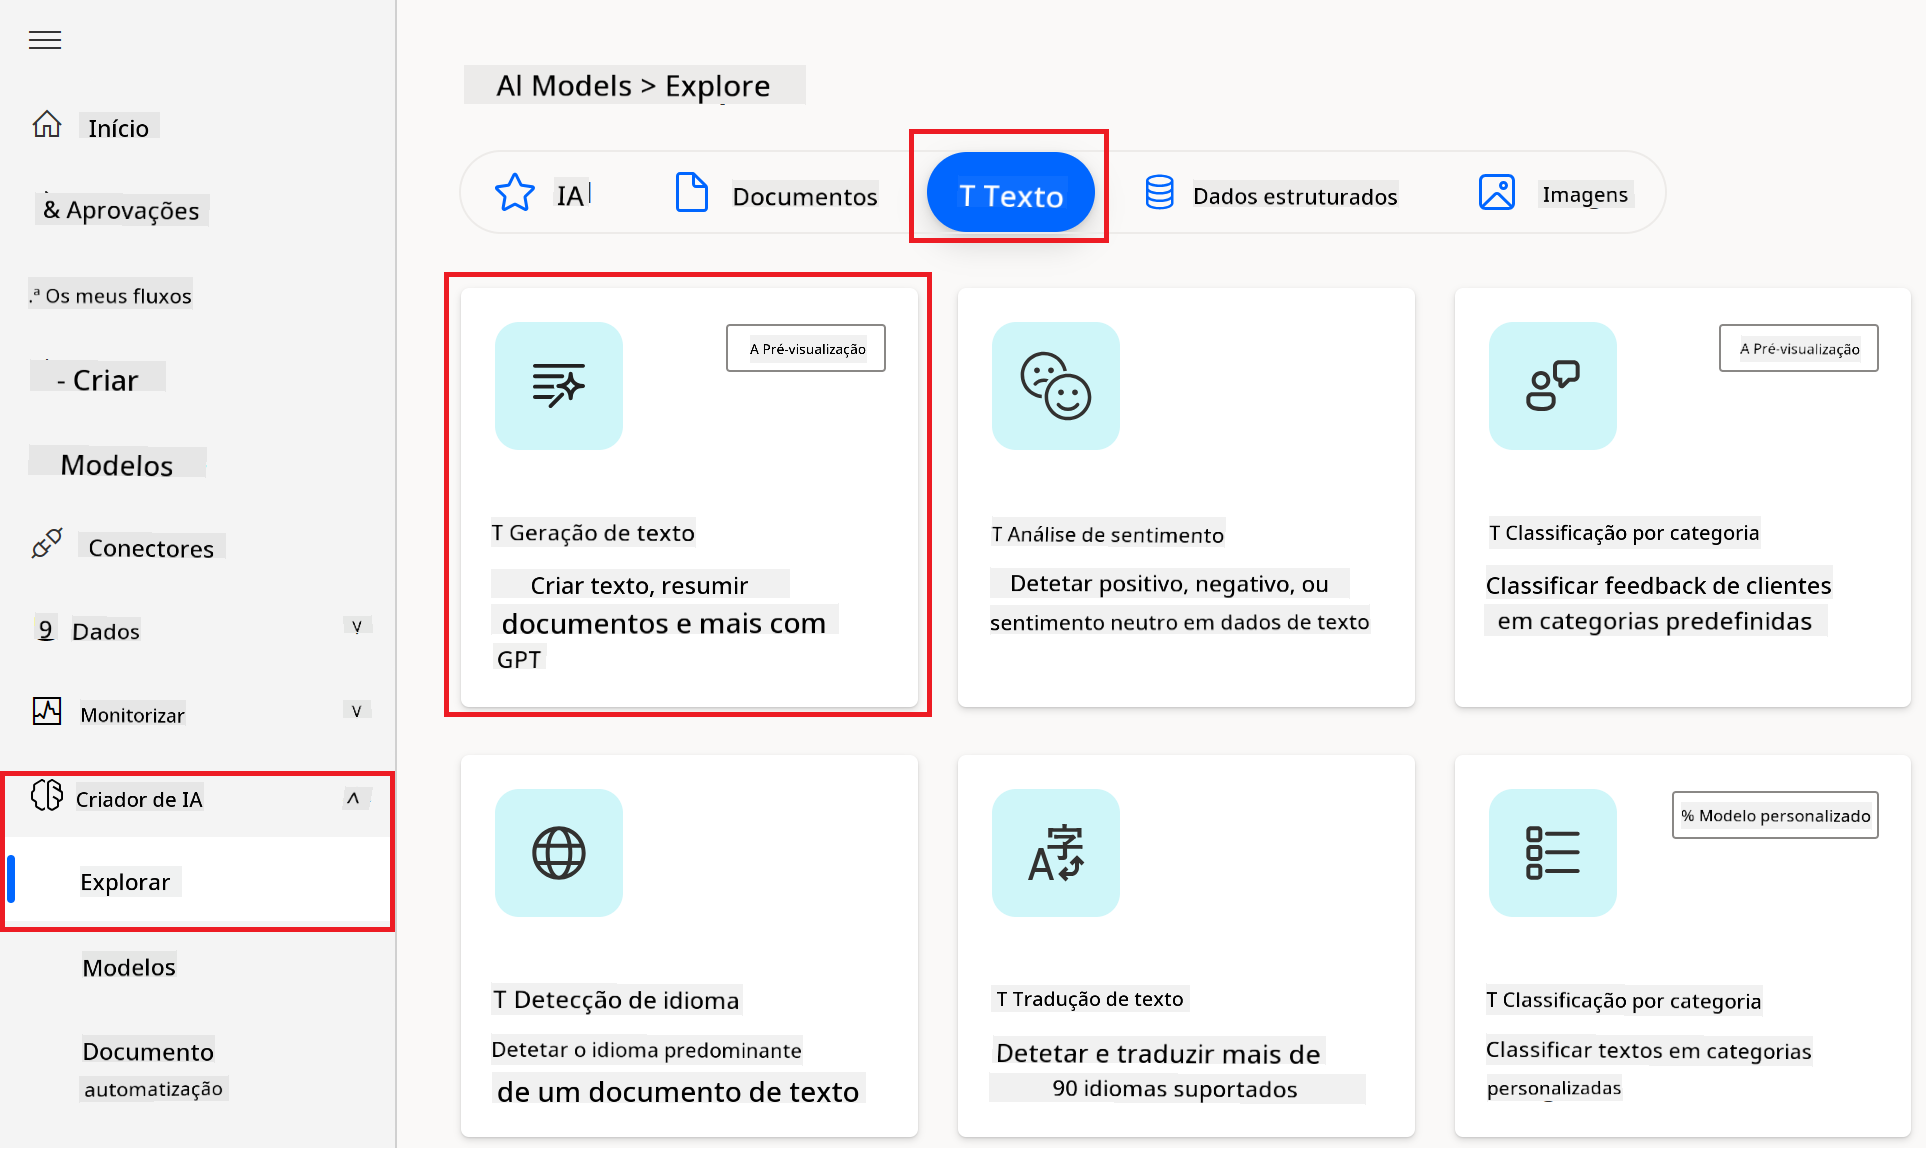 Início
& Aprovações
.ª Os meus fluxos
- Criar
Modelos
Conectores
9 Dados
Monitorizar
Criador de IA
Explorar
Modelos
Documento
automatização
Al Models > Explore
IA
Documentos
T Texto
Dados estruturados
Imagens
A Pré-visualização
T Geração de texto
Criar texto, resumir
documentos e mais com
GPT
T Análise de sentimento
Detetar positivo, negativo, ou
sentimento neutro em dados de texto
A Pré-visualização
T Classificação por categoria
Classificar feedback de clientes
em categorias predefinidas
T Detecção de idioma
Detetar o idioma predominante
de um documento de texto
字
A
T Tradução de texto
Detetar e traduzir mais de
90 idiomas suportados
% Modelo personalizado
T Classificação por categoria
Classificar textos em categorias
personalizadas